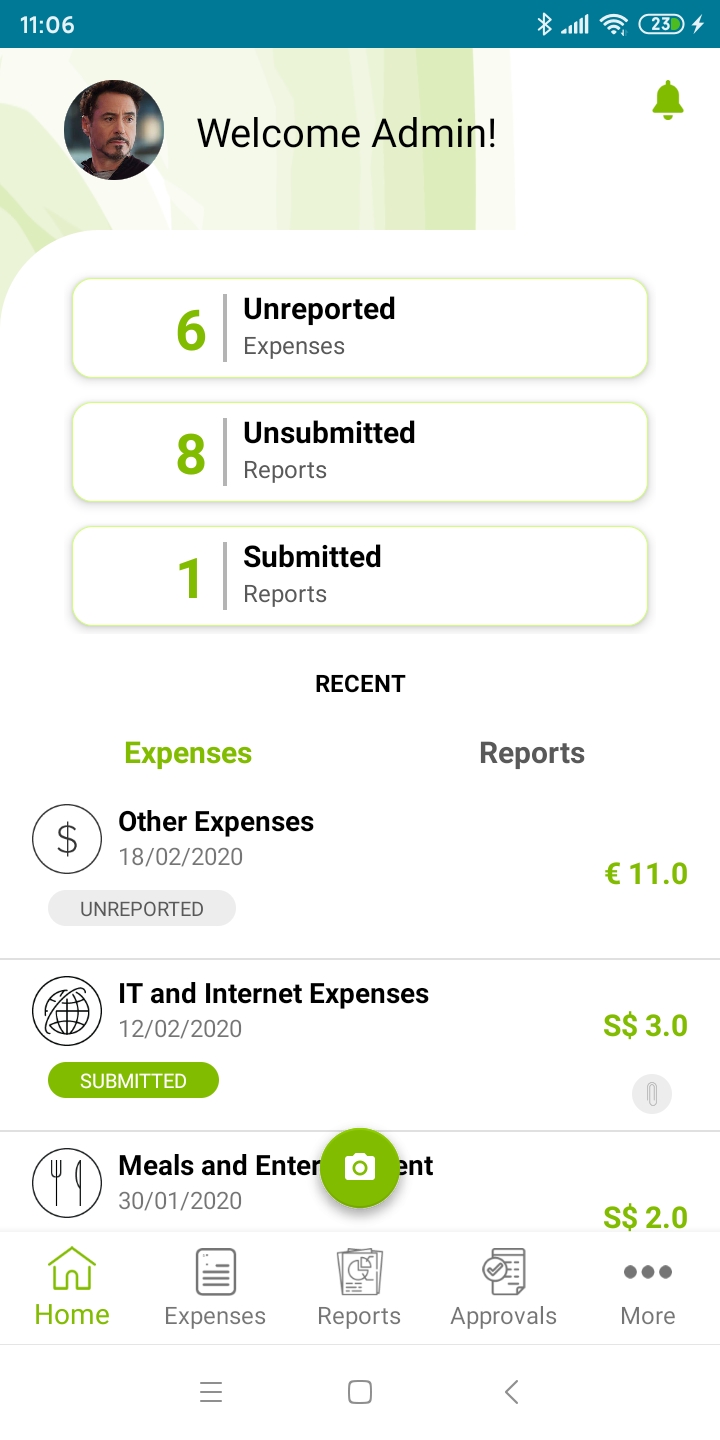 11:06
23
Welcome Admin!
6
Unreported
Expenses
8
Unsubmitted
Reports
1
Submitted
Reports
RECENT
Expenses Reports
Other Expenses
18/02/2020
€ 11.0
UNREPORTED
IT and Internet Expenses
12/02/2020
S$ 3.0
SUBMITTED
Meals and Enter ent
30/01/2020
S$ 2.0
Home Expenses Reports Approvals More